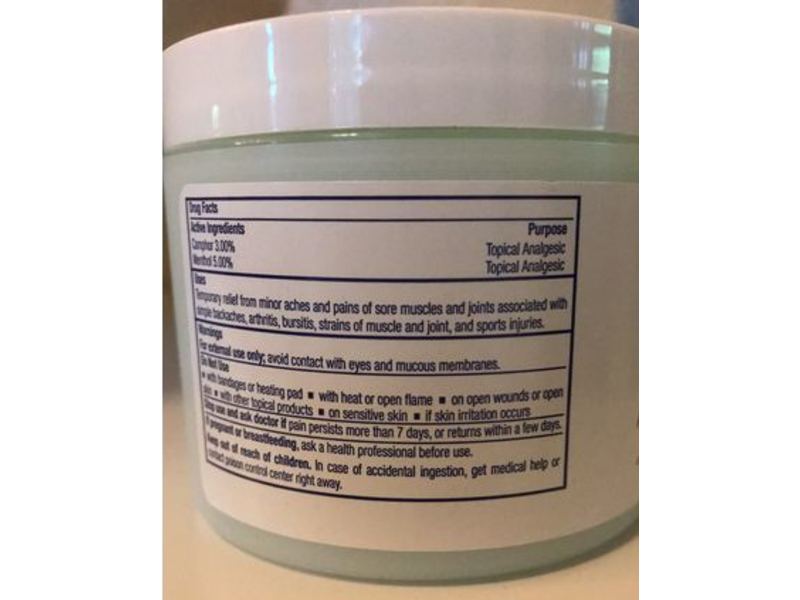 Drug Facts
Active Ingredients Purpose
Camphor 3.00% Topical Analgesic
Menthol 5.00% Topical Analgesic
Uses
Temporary relief from minor aches and pains of sore muscles and joints associated with
simple backaches, arthritis, bursitis, strains of muscle and joint, and sports injuries.
Warnings
For external use only; avoid contact with eyes and mucous membranes.
Do Not Use
▪ with bandages or heating pad ▪ with heat or open flame ▪ on open wounds or open
skin ▪ with other topical products ▪ on sensitive skin ▪ if skin irritation occurs
Stop use and ask doctor if pain persists more than 7 days, or returns within a few days.
If pregnant or breastfeeding, ask a health professional before use.
Keep out of reach of children. In case of accidental ingestion, get medical help or
contact poison control center right away.